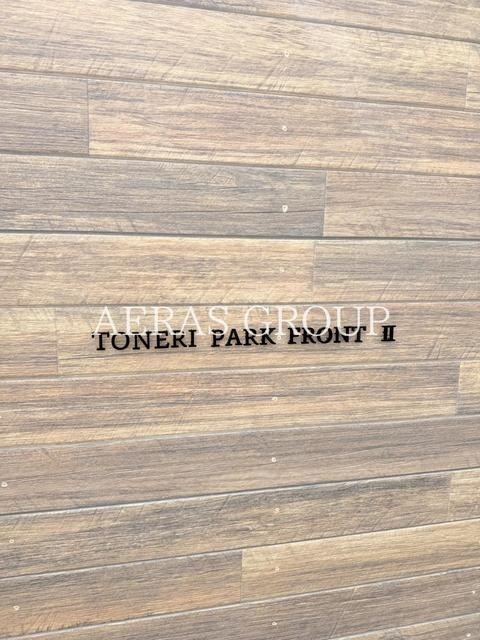 AERAS GROUP
TONERI PARK FRONT II